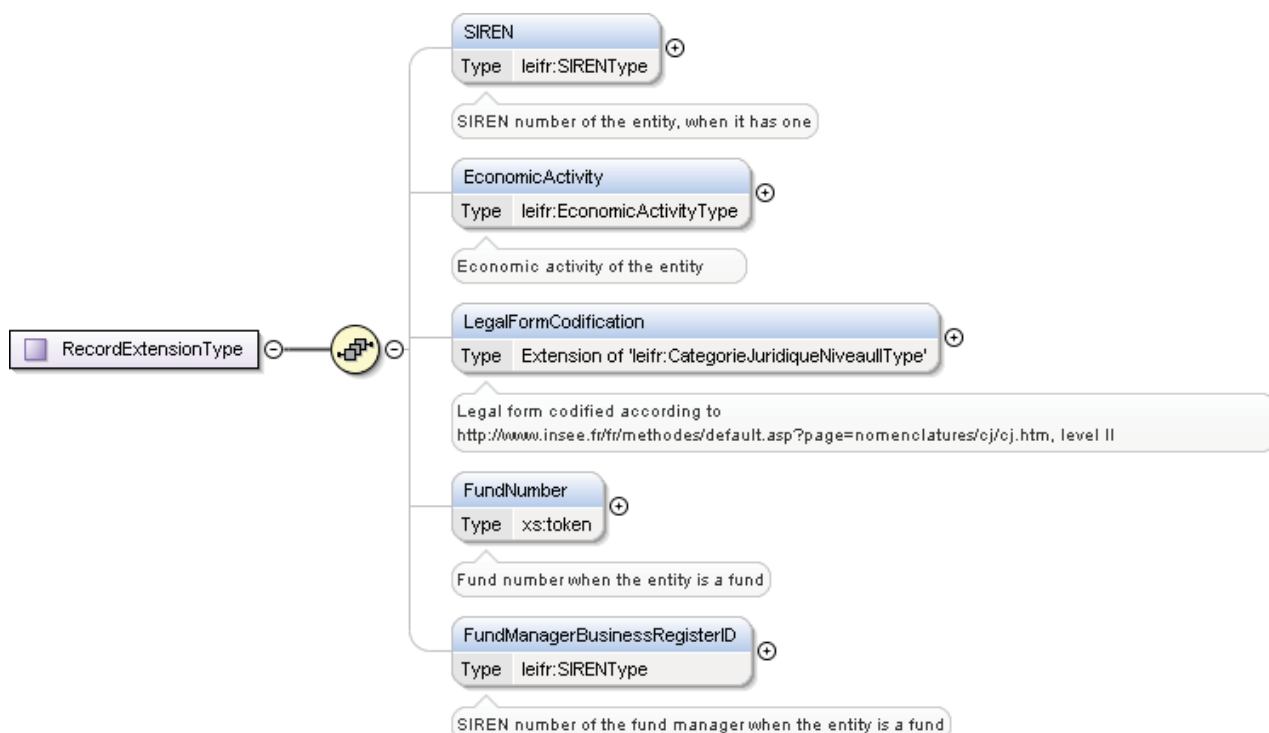 SIREN
Type leifr:SIRENType
SIREN number of the entity, when it has one
EconomicActivity
Type leifr:EconomicActivityType
Economic activity of the entity
LegalFormCodification
Type Extension of 'leifr:CategorieJuridiqueNiveauIIType'
RecordExtensionType
Legal form codified according to
http://www.insee.fr/fr/methodes/default.asp?page=nomenclatures/cj/cj.htm, level II
FundNumber
Type xs:token
Fund number when the entity is a fund
FundManagerBusinessRegisterID
Type leifr:SIRENType
SIREN number of the fund manager when the entity is a fund